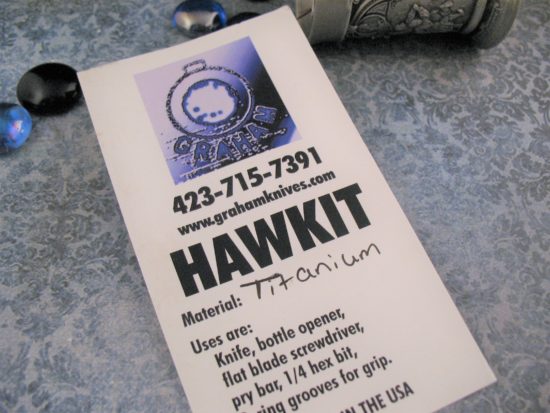 GRAHAM
423-715-7391
www.grahamknives.com
HAWKIT
Material: Titanium
Uses are:
Knife, bottle opener,
flat blade screwdriver,
pry bar, 1/4 hex bit,
grooves for grip.
IN THE USA